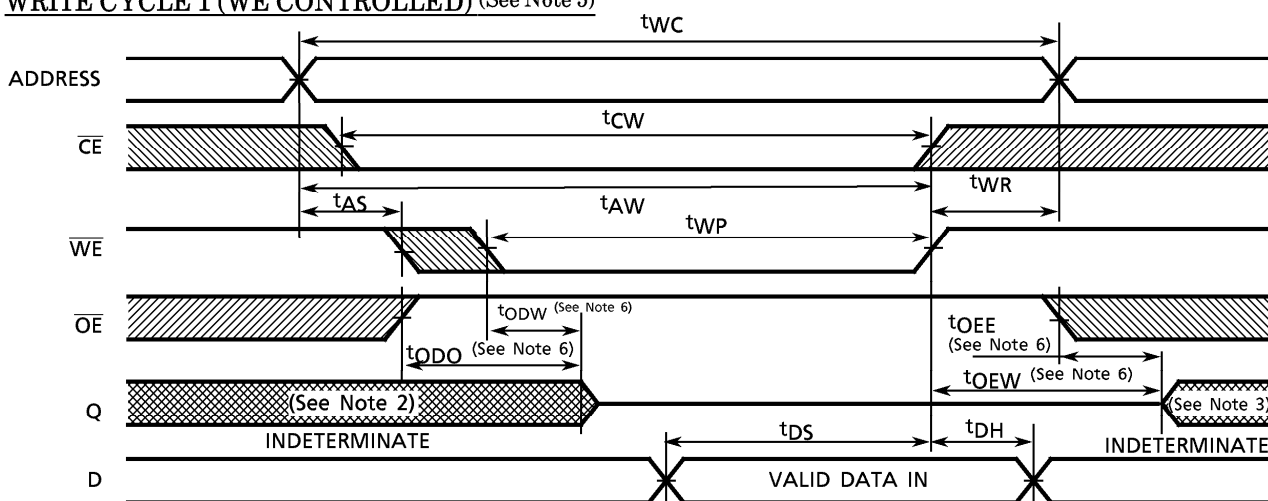 WRITE CYCLE 1 (WE CONTROLLED) (See Note 5)
tWC
ADDRESS
tCW
CE
tWR
tAS
tAW
tWP
WE
tODW (See Note 6)
OE
tOEE
(See Note 6)
(See Note 6)
tODO
tOEW (See Note 6)
(See Note 2)
(See Note 3)
Q
INDETERMINATE
tDS
tDH
INDETERMINATE
D
VALID DATA IN